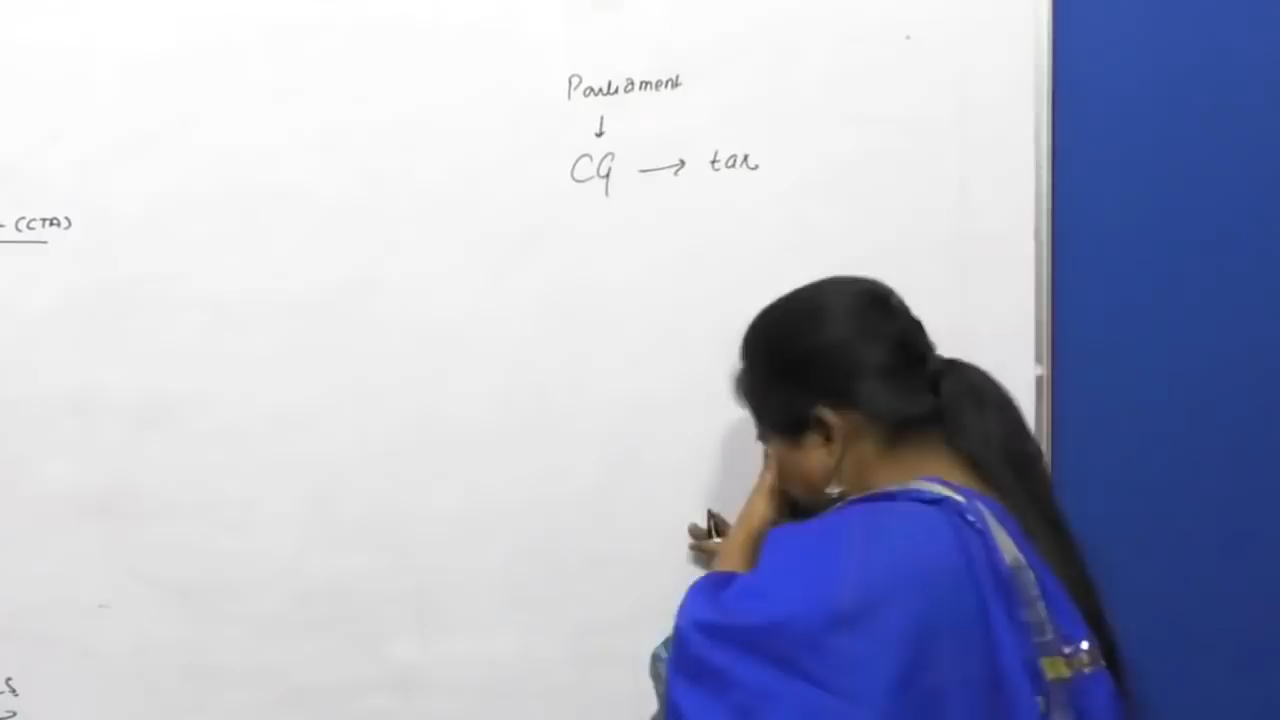 Parliament
↓
CG → tax
(CTA)